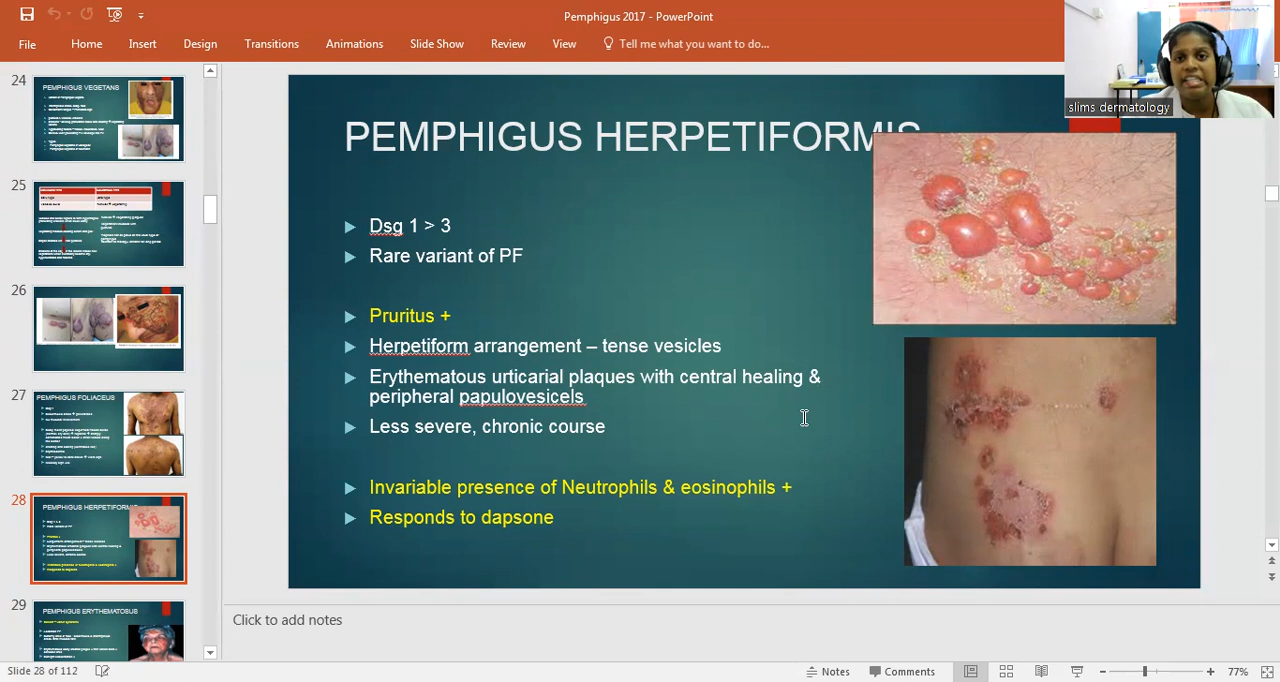 Pemphigus 2017 - PowerPoint
File Home Insert Design Transitions Animations Slide Show Review View Tell me what you want to do...
slims dermatology
24
PEMPHIGUS VEGETANS
25
26
27
PEMPHIGUS FOLIACEUS
28
PEMPHIGUS HERPETIFORMIS
29
PEMPHIGUS ERYTHEMATOSUS
PEMPHIGUS HERPETIFORMIS
Dsg 1 > 3
Rare variant of PF
Pruritus +
Herpetiform arrangement – tense vesicles
Erythematous urticarial plaques with central healing &
peripheral papulovesicels
Less severe, chronic course
Invariable presence of Neutrophils & eosinophils +
Responds to dapsone
Click to add notes
Slide 28 of 112
Notes
Comments
77%